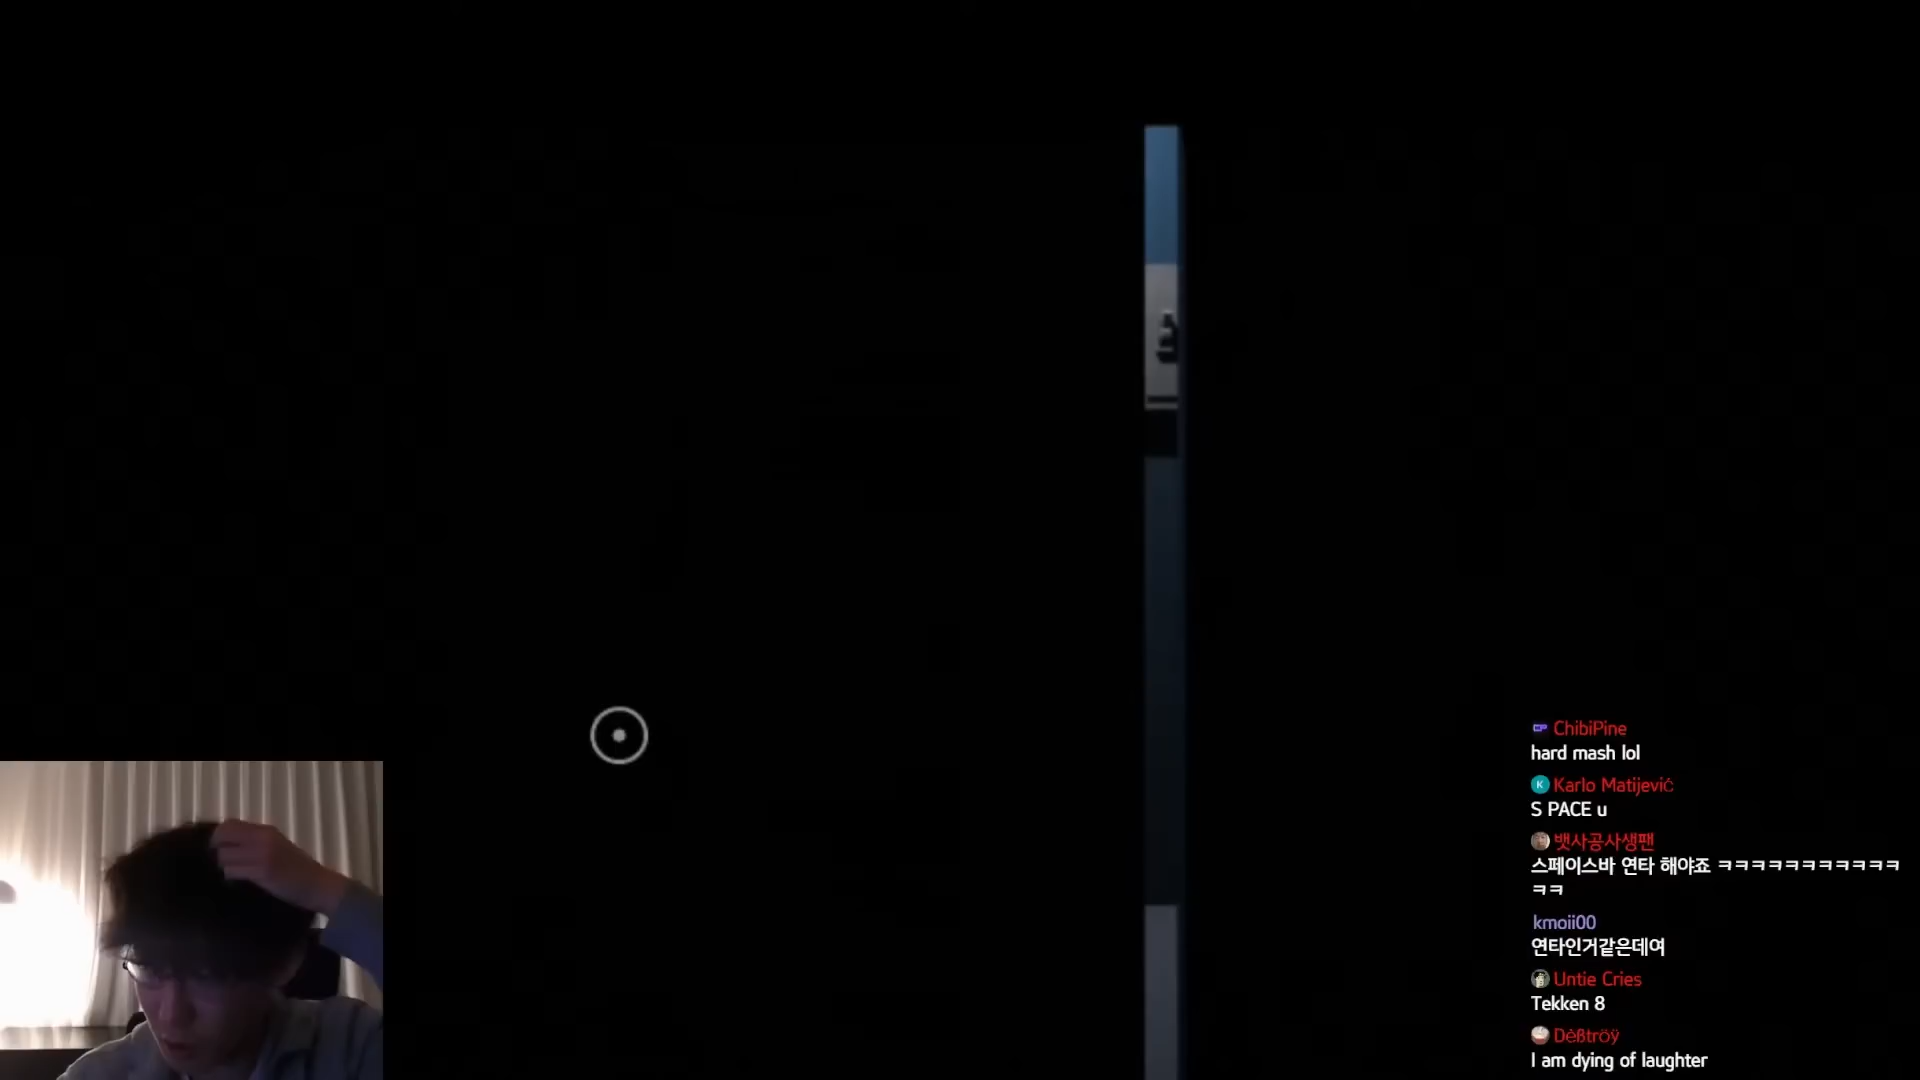 ChibiPine
hard mash lol
Karlo Matijević
S PACE u
뱃사공사생팬
스페이스바 연타 해야죠 ㅋㅋㅋㅋㅋㅋㅋㅋㅋㅋㅋ
ㅋㅋ
kmoii00
연타인거같은데여
Untie Cries
Tekken 8
Dėßtröÿ
I am dying of laughter